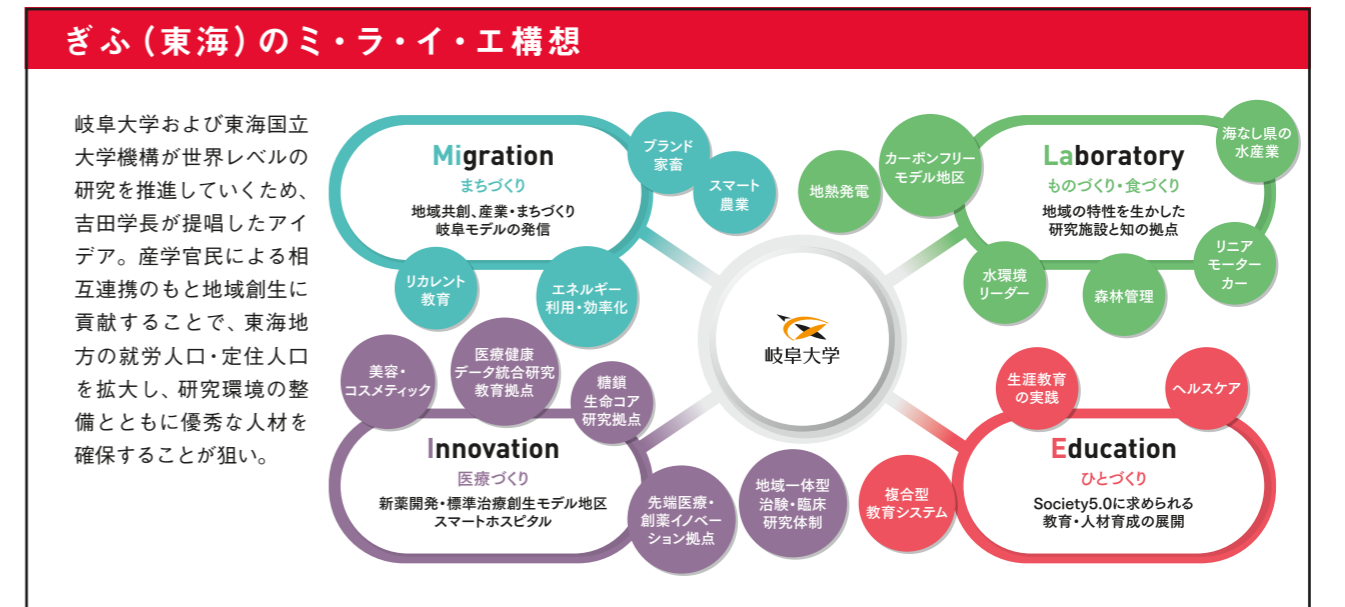 ぎふ(東海)のミ・ラ・イ・エ構想
岐阜大学および東海国立
大学機構が世界レベルの
研究を推進していくため、
吉田学長が提唱したアイ
デア。産学官民による相
互連携のもと地域創生に
貢献することで、東海地
方の就労人口・定住人口
を拡大し、研究環境の整
備とともに優秀な人材を
確保することが狙い。
Migration
まちづくり
地域共創、産業・まちづくり
岐阜モデルの発信
ブランド
家畜
スマート
農業
リカレント
教育
エネルギー
利用・効率化
Laboratory
ものづくり・食づくり
地域の特性を生かした
研究施設と知の拠点
地熱発電
カーボンフリー
モデル地区
海なし県の
水産業
水環境
リーダー
森林管理
リニア
モーター
カー
岐阜大学
美容・
コスメティック
医療健康
データ統合研究
教育拠点
糖鎖
生命コア
研究拠点
Innovation
医療づくり
新薬開発・標準治療創生モデル地区
スマートホスピタル
先端医療・
創薬イノベー
ション拠点
地域一体型
治験・臨床
研究体制
生涯教育
の実践
ヘルスケア
Education
ひとづくり
Society5.0に求められる
教育・人材育成の展開
複合型
教育システム